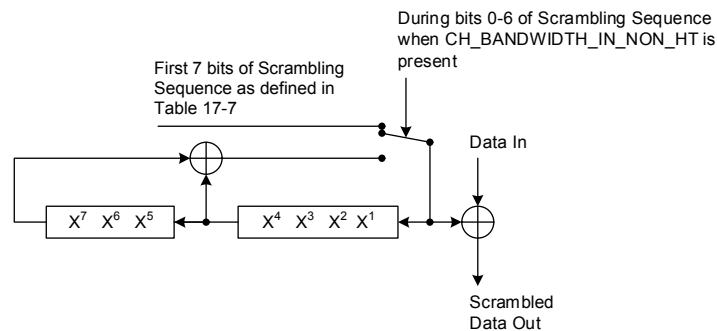 During bits 0-6 of Scrambling Sequence
when CH_BANDWIDTH_IN_NON_HT is
present
First 7 bits of Scrambling
Sequence as defined in
Table 17-7
Data In
X⁷ X⁶ X⁵
X⁴ X³ X² X¹
Scrambled
Data Out